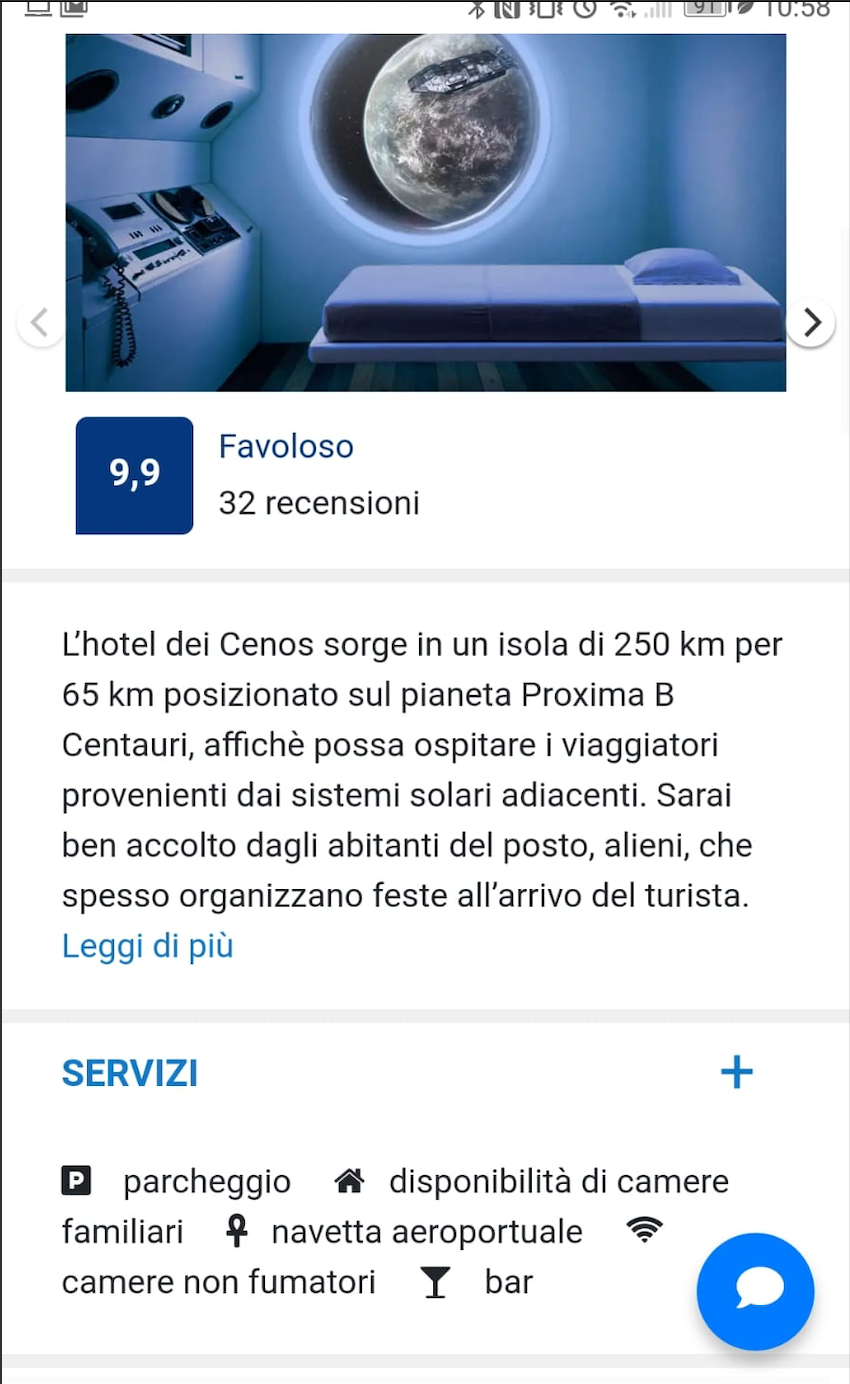 91 10:58
9,9
Favoloso
32 recensioni
L'hotel dei Cenos sorge in un isola di 250 km per
65 km posizionato sul pianeta Proxima B
Centauri, affichè possa ospitare i viaggiatori
provenienti dai sistemi solari adiacenti. Sarai
ben accolto dagli abitanti del posto, alieni, che
spesso organizzano feste all'arrivo del turista.
Leggi di più
SERVIZI +
P parcheggio disponibilità di camere
familiari navetta aeroportuale
camere non fumatori bar